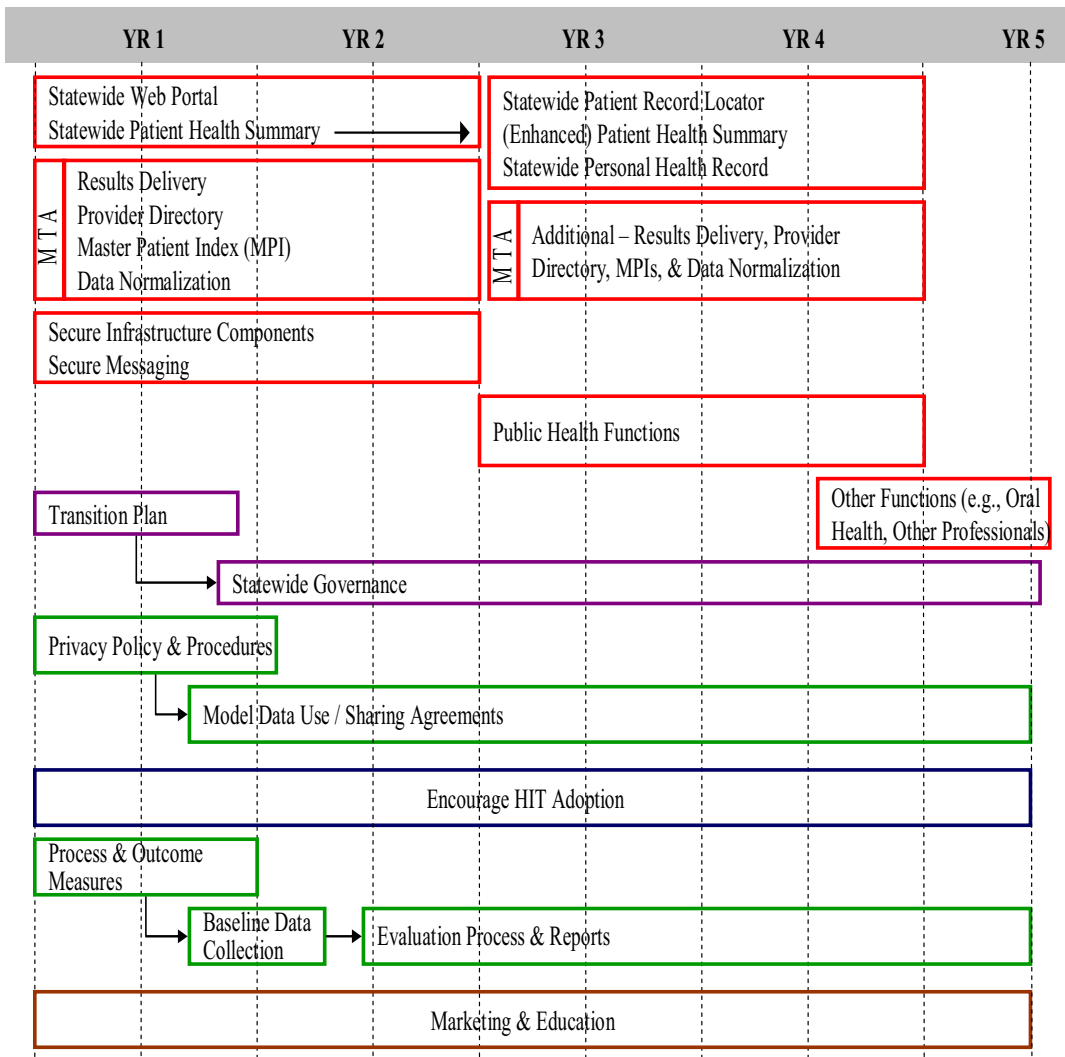 YR 1 YR 2 YR 3 YR 4 YR 5
Statewide Web Portal
Statewide Patient Health Summary
Statewide Patient Record Locator
(Enhanced) Patient Health Summary
Statewide Personal Health Record
MTA
Results Delivery
Provider Directory
Master Patient Index (MPI)
Data Normalization
MTA
Additional – Results Delivery, Provider
Directory, MPIs, & Data Normalization
Secure Infrastructure Components
Secure Messaging
Public Health Functions
Other Functions (e.g., Oral
Health, Other Professionals)
Transition Plan
Statewide Governance
Privacy Policy & Procedures
Model Data Use / Sharing Agreements
Encourage HIT Adoption
Process & Outcome
Measures
Baseline Data
Collection
Evaluation Process & Reports
Marketing & Education